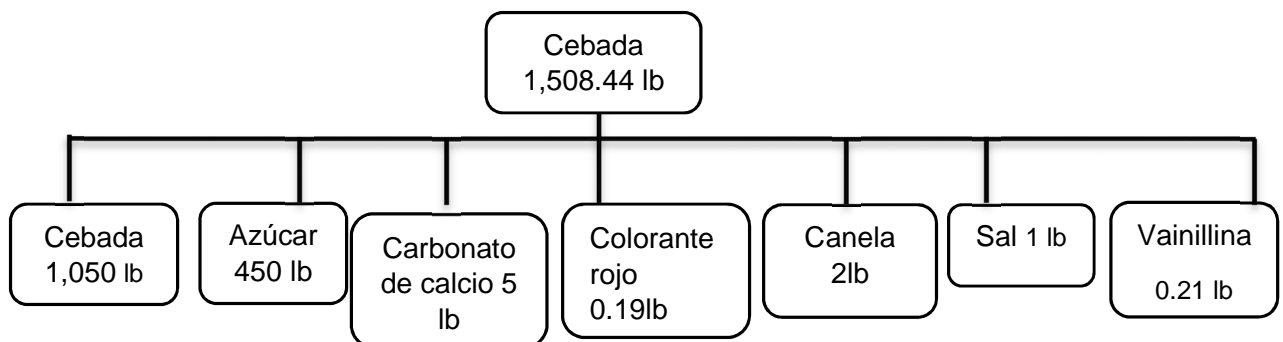 Cebada
1,508.44 lb
Cebada
1,050 lb
Azúcar
450 lb
Carbonato
de calcio 5
lb
Colorante
rojo
0.19lb
Canela
2lb
Sal 1 lb
Vainillina
0.21 lb